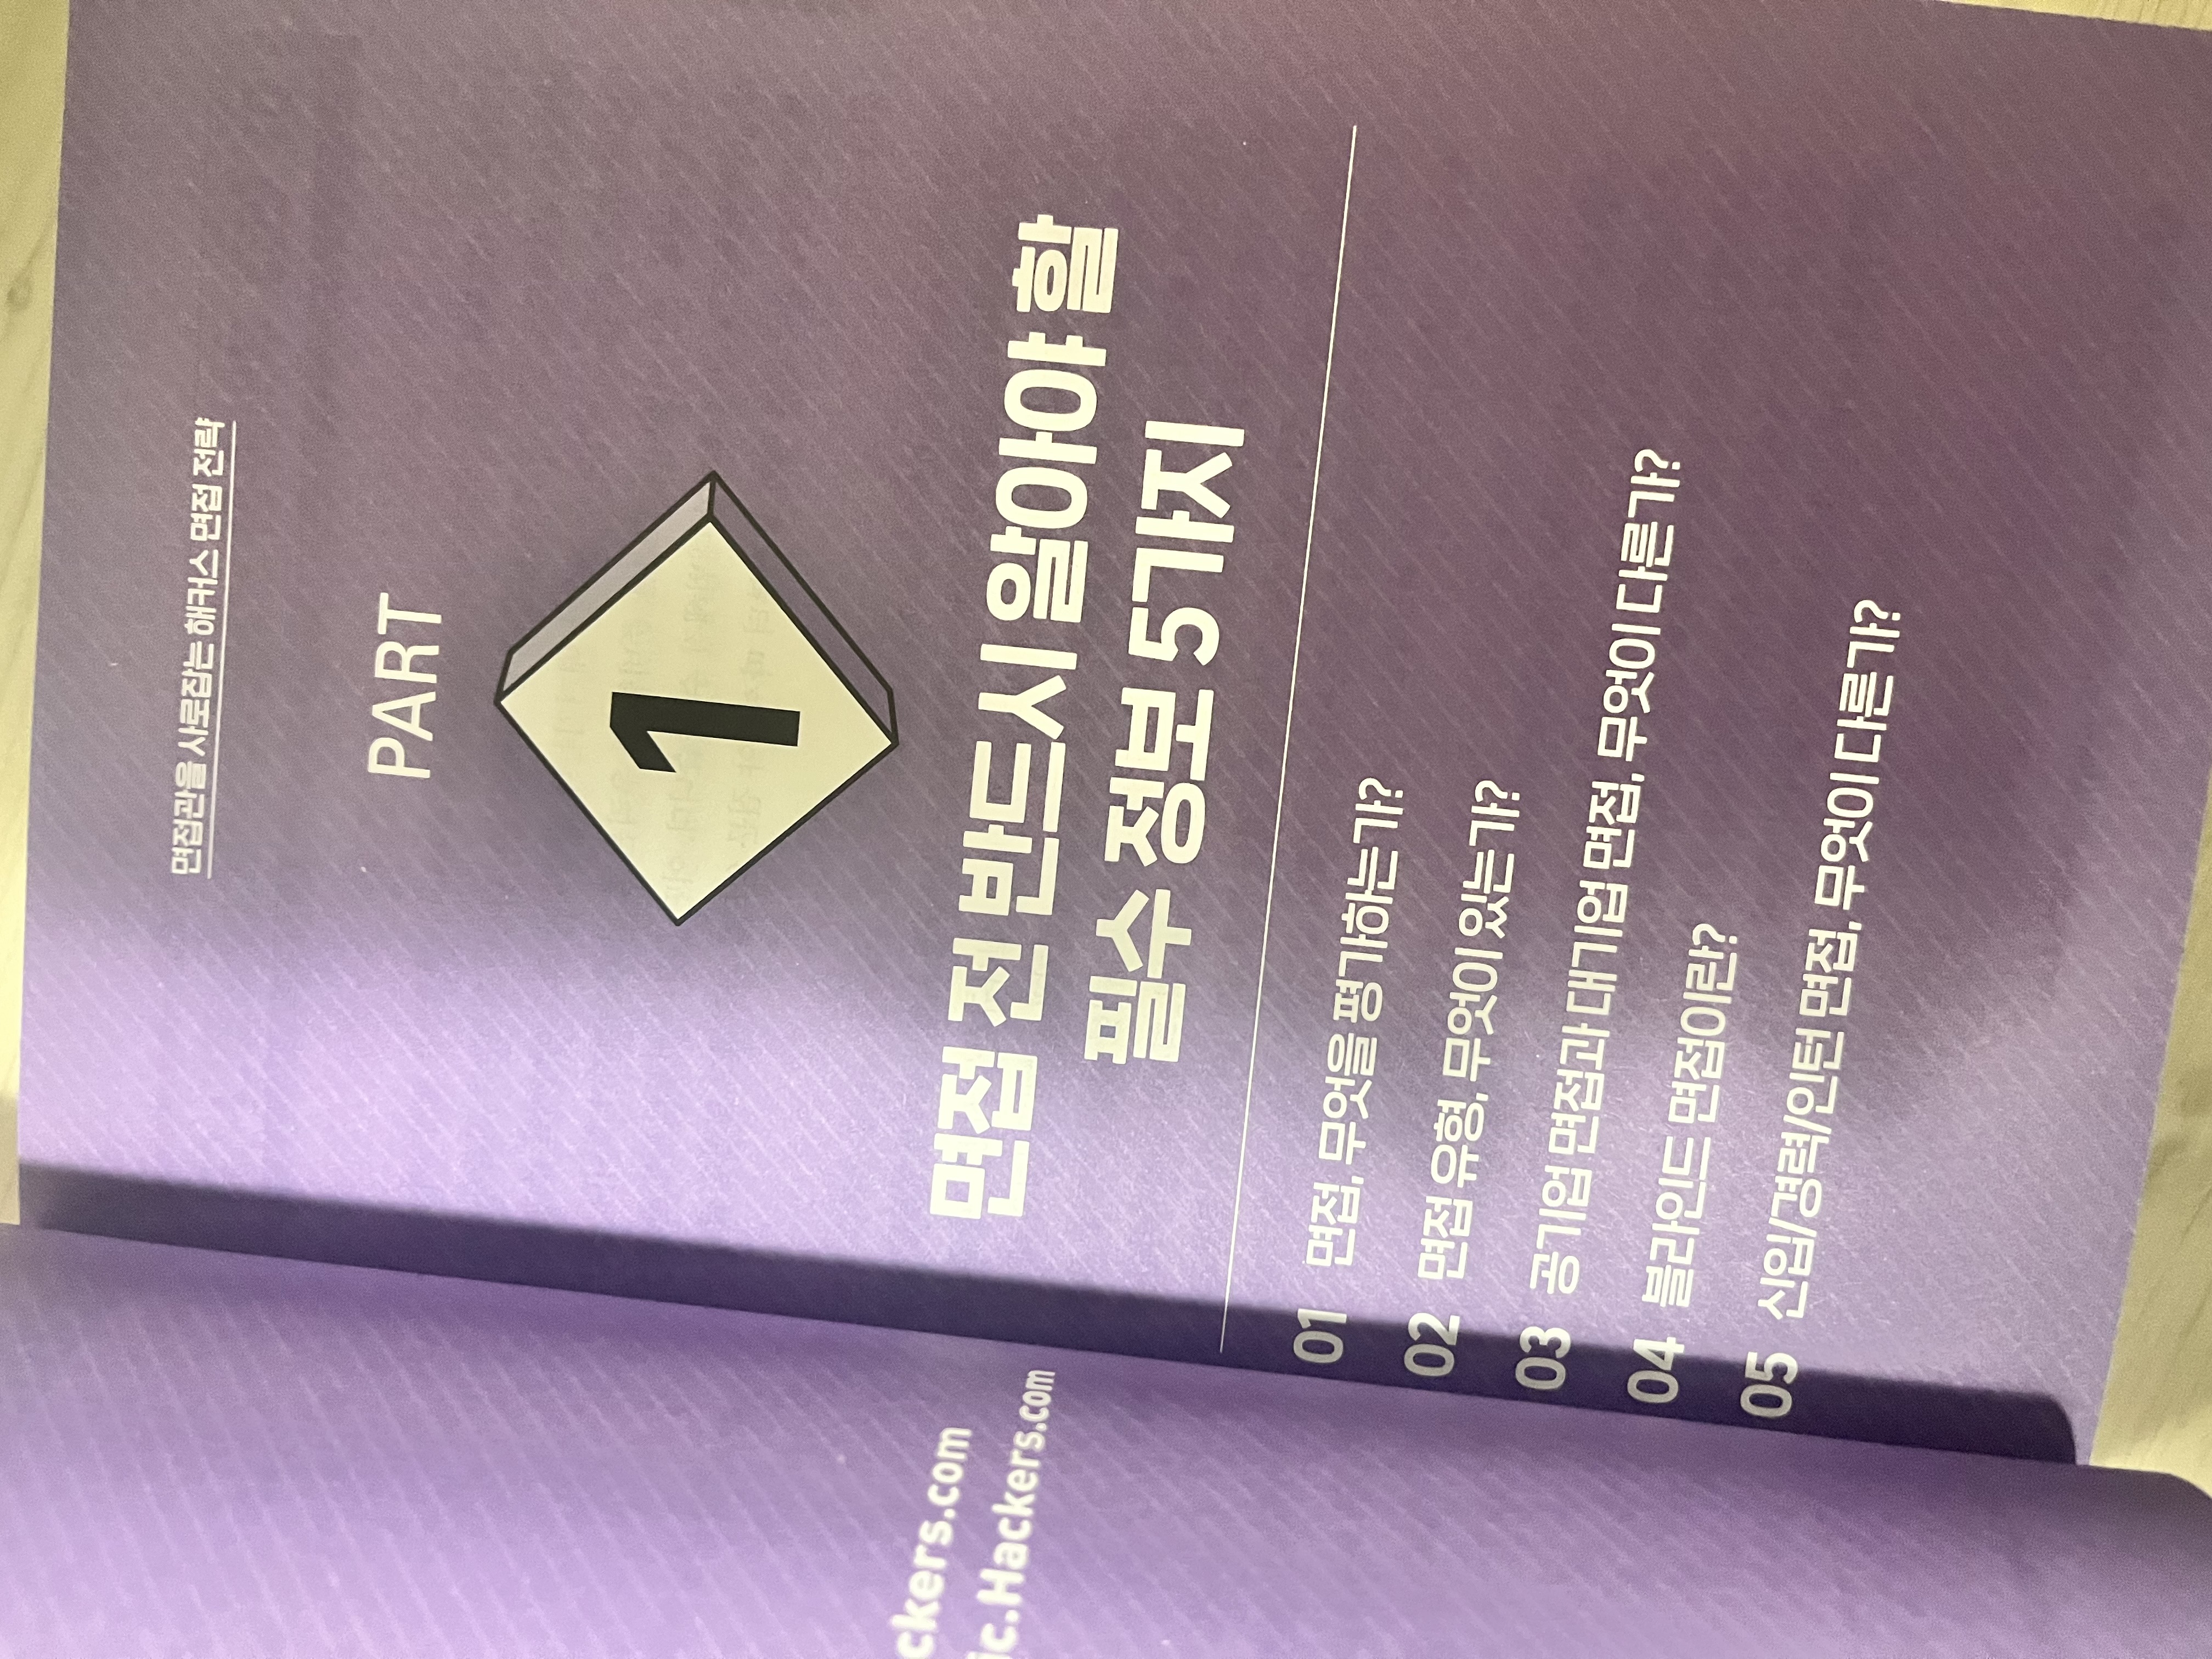 면접관을 사로잡는 해커스 면접 전략
PART
1
면접 전 반드시 알아야 할
필수 정보 5가지
01 면접, 무엇을 평가하는가?
02 면접 유형, 무엇이 있는가?
03 공기업 면접과 대기업 면접, 무엇이 다른가?
04 블라인드 면접이란?
05 신입/경력/인턴 면접, 무엇이 다른가?
ckers.com
ic.Hackers.com